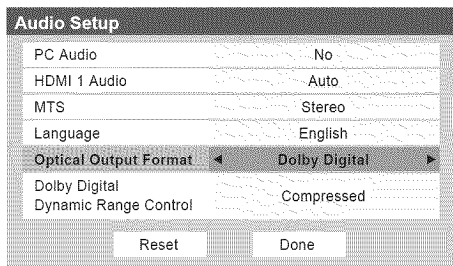 Audio Setup
PC Audio No
HDMI 1 Audio Auto
MTS Stereo
Language English
Optical Output Format Dolby Digital
Dolby Digital
Dynamic Range Control Compressed
Reset Done